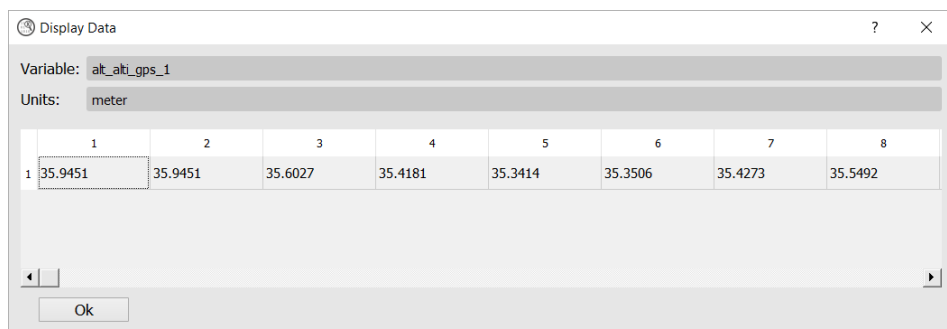 Display Data ?
Variable: alt_alti_gps_1
Units: meter
1 2 3 4 5 6 7 8
1 35.9451 35.9451 35.6027 35.4181 35.3414 35.3506 35.4273 35.5492
Ok